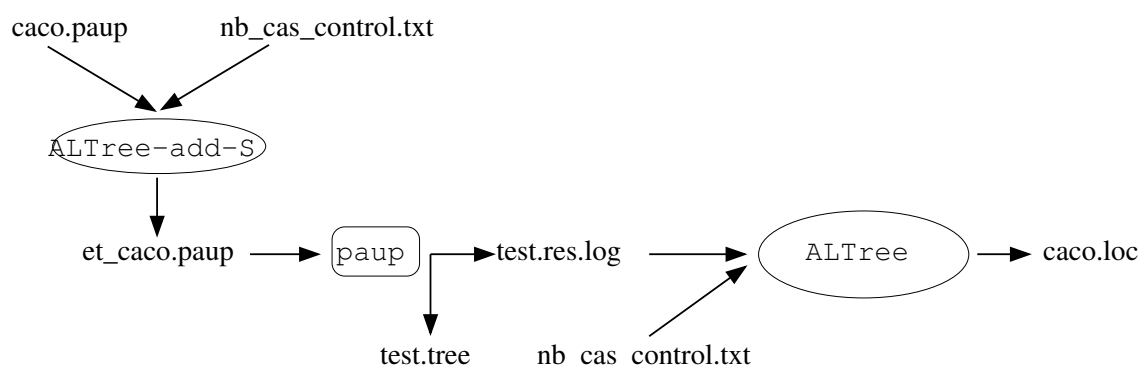 caco.paup
nb_cas_control.txt
ALTree-add-S
et_caco.paup
paup
test.res.log
ALTree
caco.loc
test.tree
nb cas control.txt